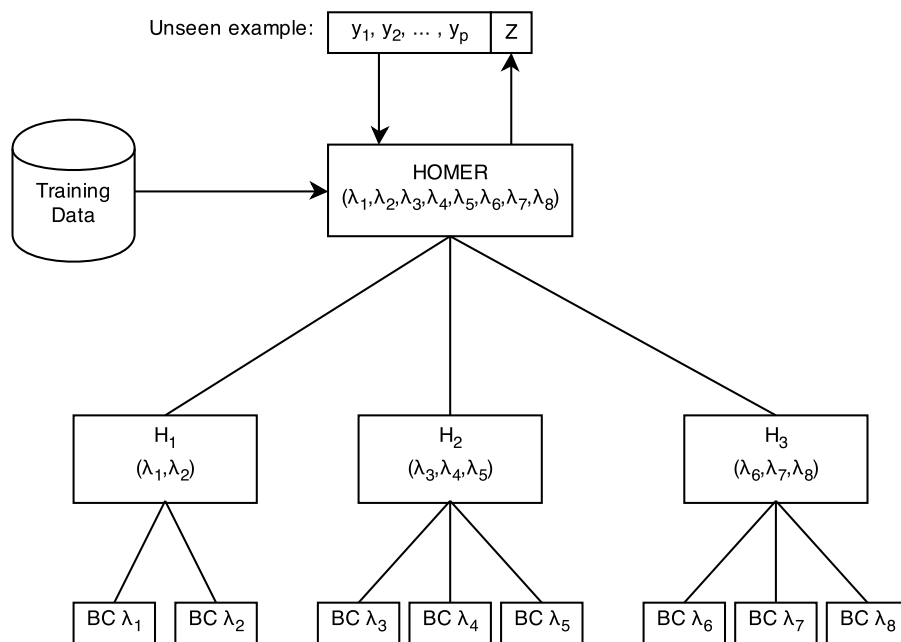 Unseen example: y₁, y₂, ... , yₚ Z
HOMER
(λ₁,λ₂,λ₃,λ₄,λ₅,λ₆,λ₇,λ₈)
Training
Data
H₁
(λ₁,λ₂)
H₂
(λ₃,λ₄,λ₅)
H₃
(λ₆,λ₇,λ₈)
BC λ₁
BC λ₂
BC λ₃
BC λ₄
BC λ₅
BC λ₆
BC λ₇
BC λ₈